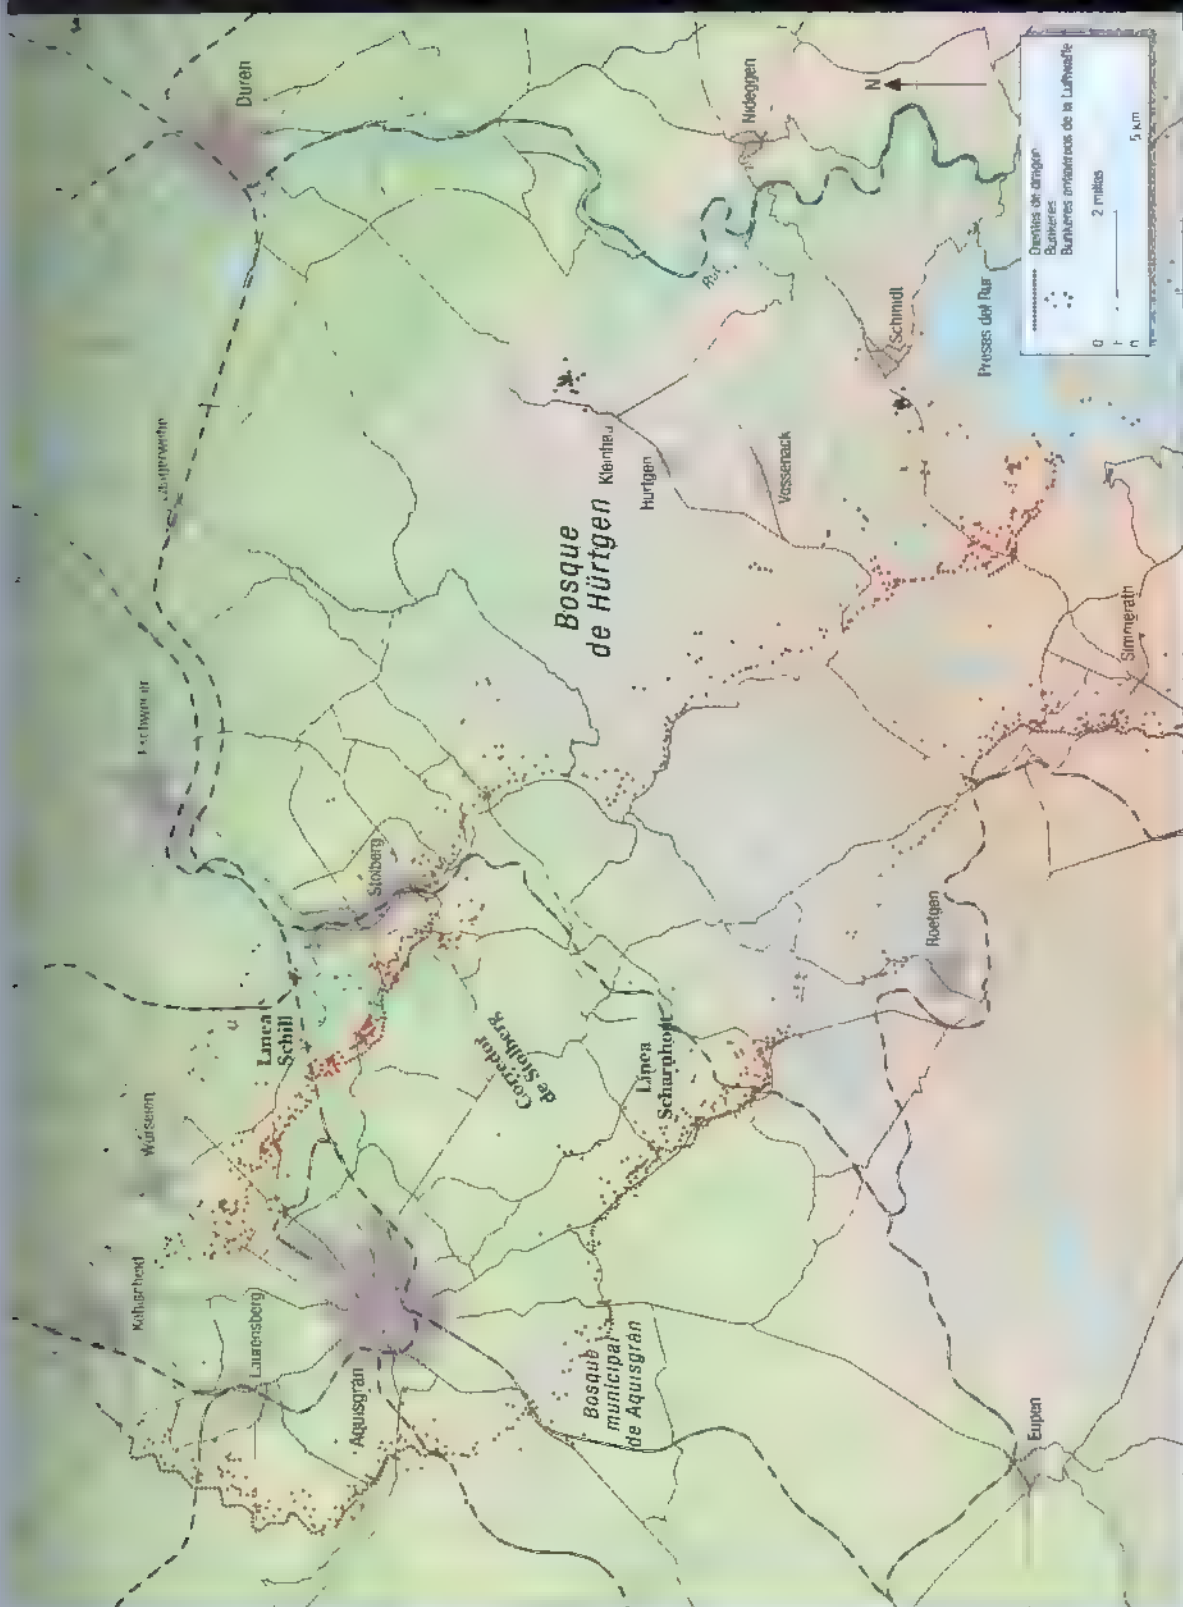 Düren
Nideggen
N
Dientes de dragón
Búnkeres
Búnkeres antiaéreos de la Luftwaffe
0
2 millas
5 km
Rur
Schmidt
Presas del Rur
Kleinhau
Hürtgen
Vossenack
Bosque
de Hürtgen
Simmerath
Stolberg
Roetgen
Línea
Schill
Corredor
de Stolberg
Línea
Scharnhorst
Würselen
Laurensberg
Aquisgrán
Bosque
municipal
de Aquisgrán
Eupen